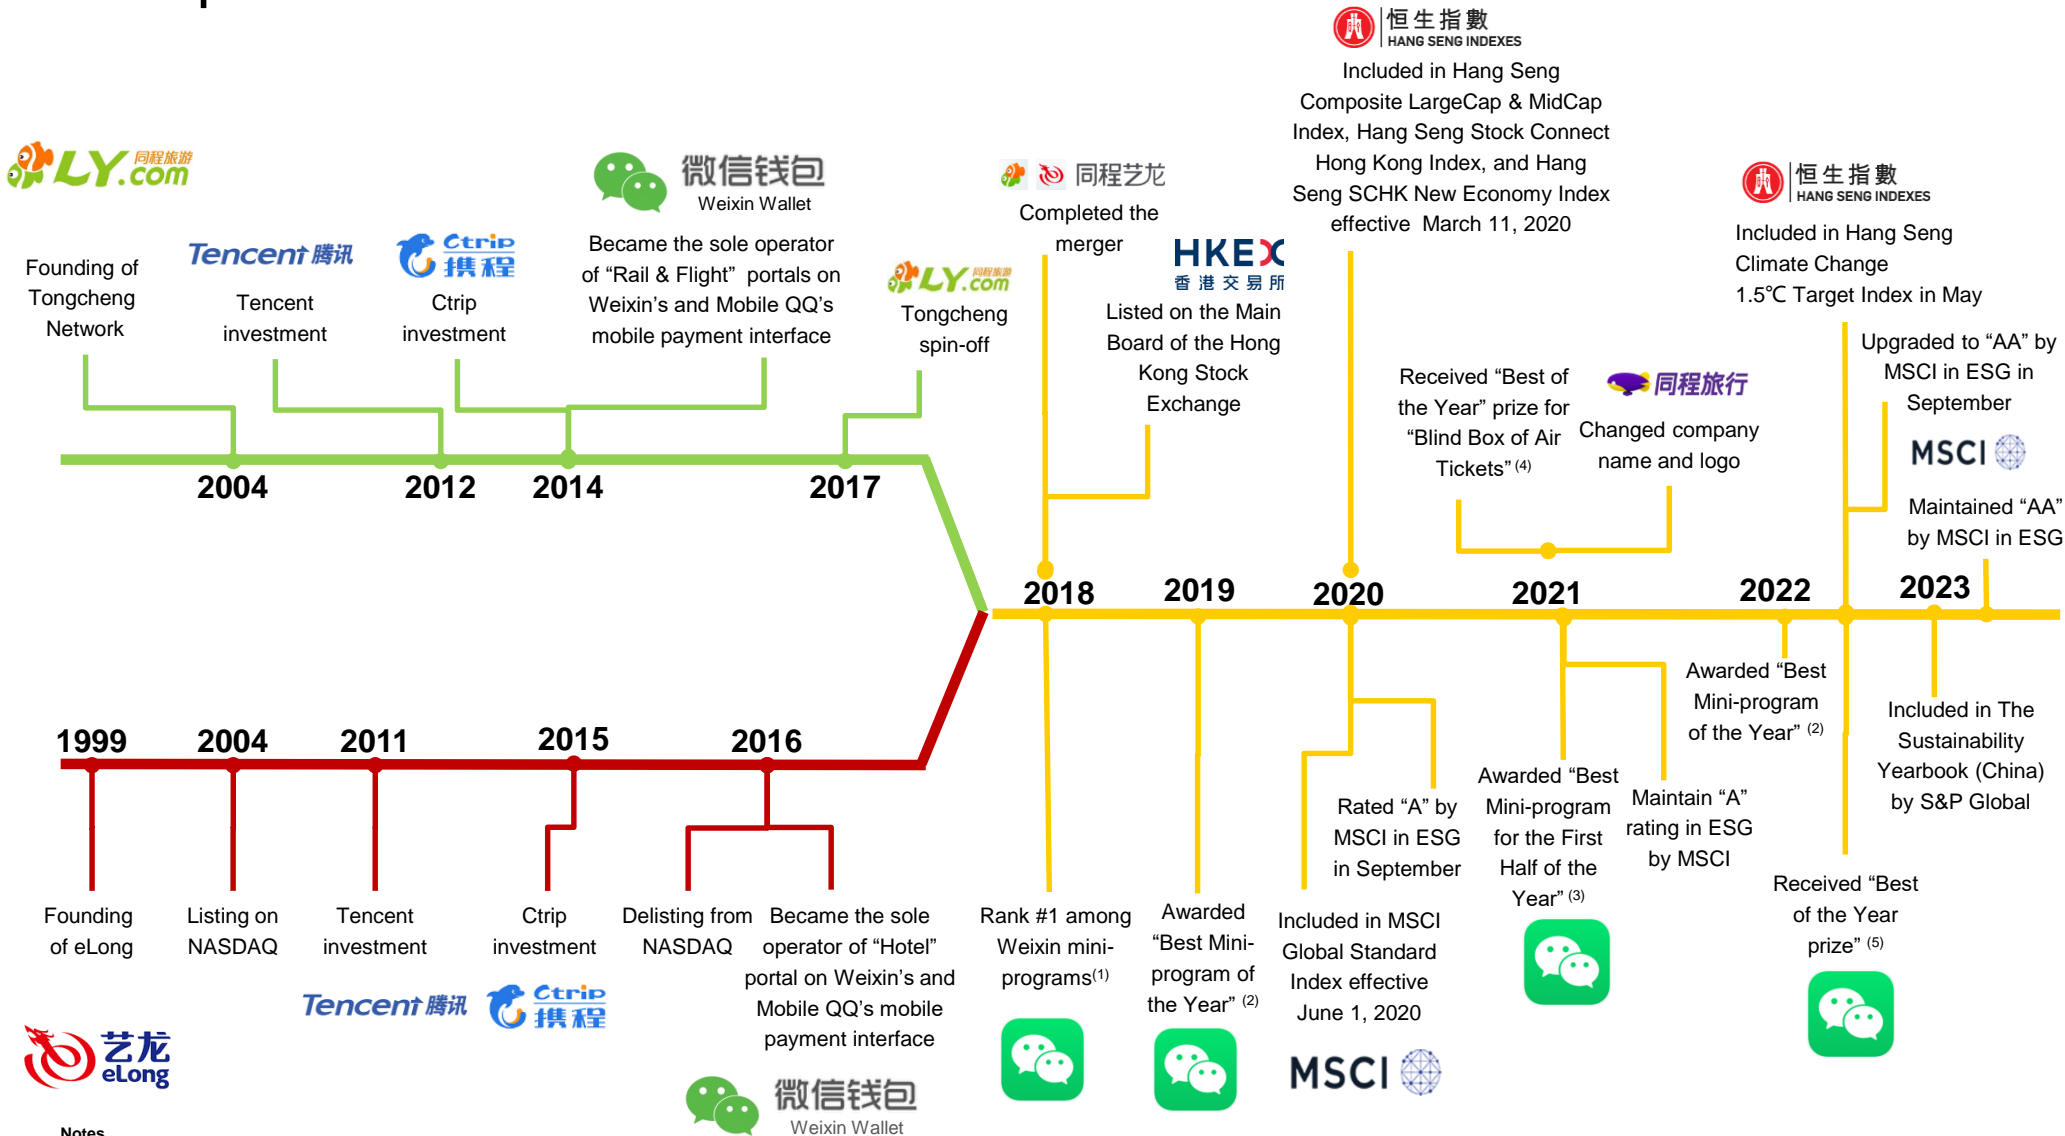 LY.com 同程旅游
Founding of
Tongcheng
Network
Tencent 腾讯
Tencent
investment
Ctrip
携程
Ctrip
investment
微信钱包
Weixin Wallet
Became the sole operator
of “Rail & Flight” portals on
Weixin’s and Mobile QQ’s
mobile payment interface
LY.com 同程旅游
Tongcheng
spin-off
2004
2012
2014
2017
同程艺龙
Completed the
merger
HKEX
香港交易所
Listed on the Main
Board of the Hong
Kong Stock
Exchange
恒生指數
HANG SENG INDEXES
Included in Hang Seng
Composite LargeCap & MidCap
Index, Hang Seng Stock Connect
Hong Kong Index, and Hang
Seng SCHK New Economy Index
effective March 11, 2020
Received “Best of
the Year” prize for
“Blind Box of Air
Tickets” (4)
同程旅行
Changed company
name and logo
恒生指數
HANG SENG INDEXES
Included in Hang Seng
Climate Change
1.5℃ Target Index in May
Upgraded to “AA” by
MSCI in ESG in
September
MSCI
Maintained “AA”
by MSCI in ESG
2018
2019
2020
2021
2022
2023
1999
2004
2011
2015
2016
Founding
of eLong
艺龙
eLong
Listing on
NASDAQ
Tencent
investment
Tencent 腾讯
Ctrip
investment
Ctrip
携程
Delisting from
NASDAQ
Became the sole
operator of “Hotel”
portal on Weixin’s and
Mobile QQ’s mobile
payment interface
微信钱包
Weixin Wallet
Rank #1 among
Weixin mini-
programs(1)
Awarded
“Best Mini-
program of
the Year” (2)
Included in MSCI
Global Standard
Index effective
June 1, 2020
MSCI
Rated “A” by
MSCI in ESG
in September
Awarded “Best
Mini-program
for the First
Half of the
Year” (3)
Maintain “A”
rating in ESG
by MSCI
Awarded “Best
Mini-program
of the Year” (2)
Received “Best
of the Year
prize” (5)
Included in The
Sustainability
Yearbook (China)
by S&P Global
Notes